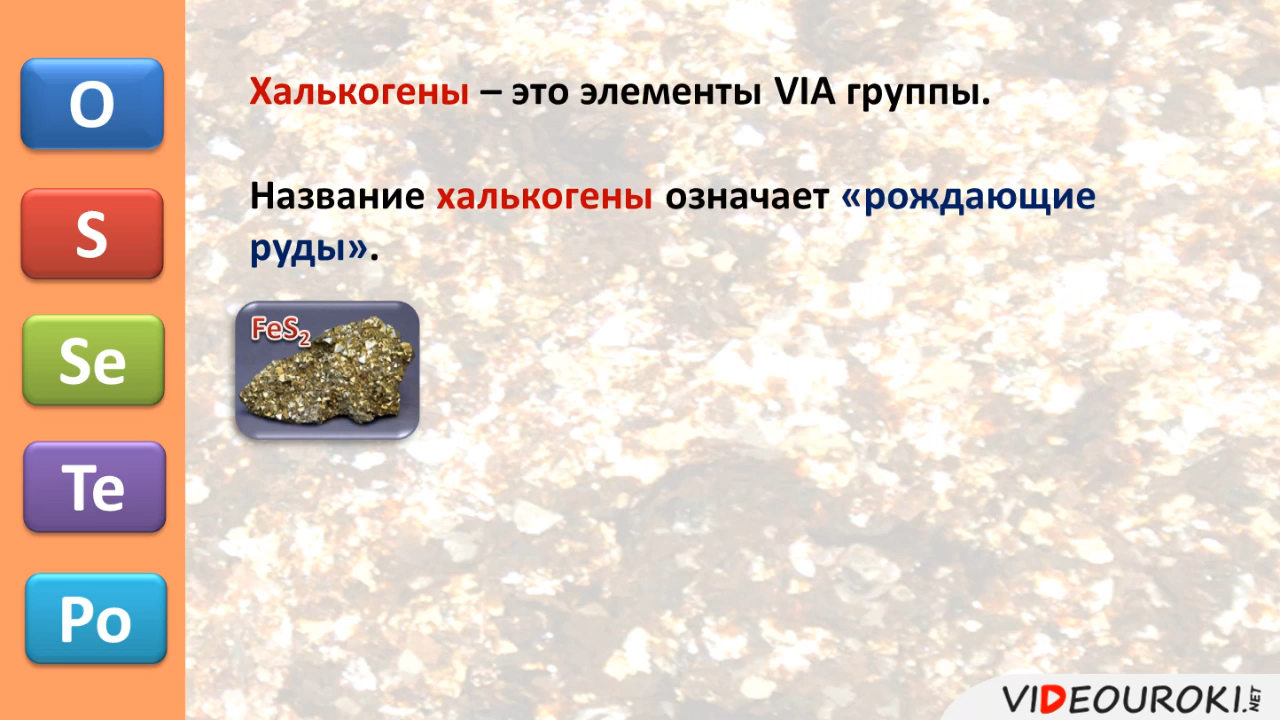 O
S
Se
Te
Po
Халькогены – это элементы VIA группы.
Название халькогены означает «рождающие
руды».
FeS₂
VIDEOUROKI.NET